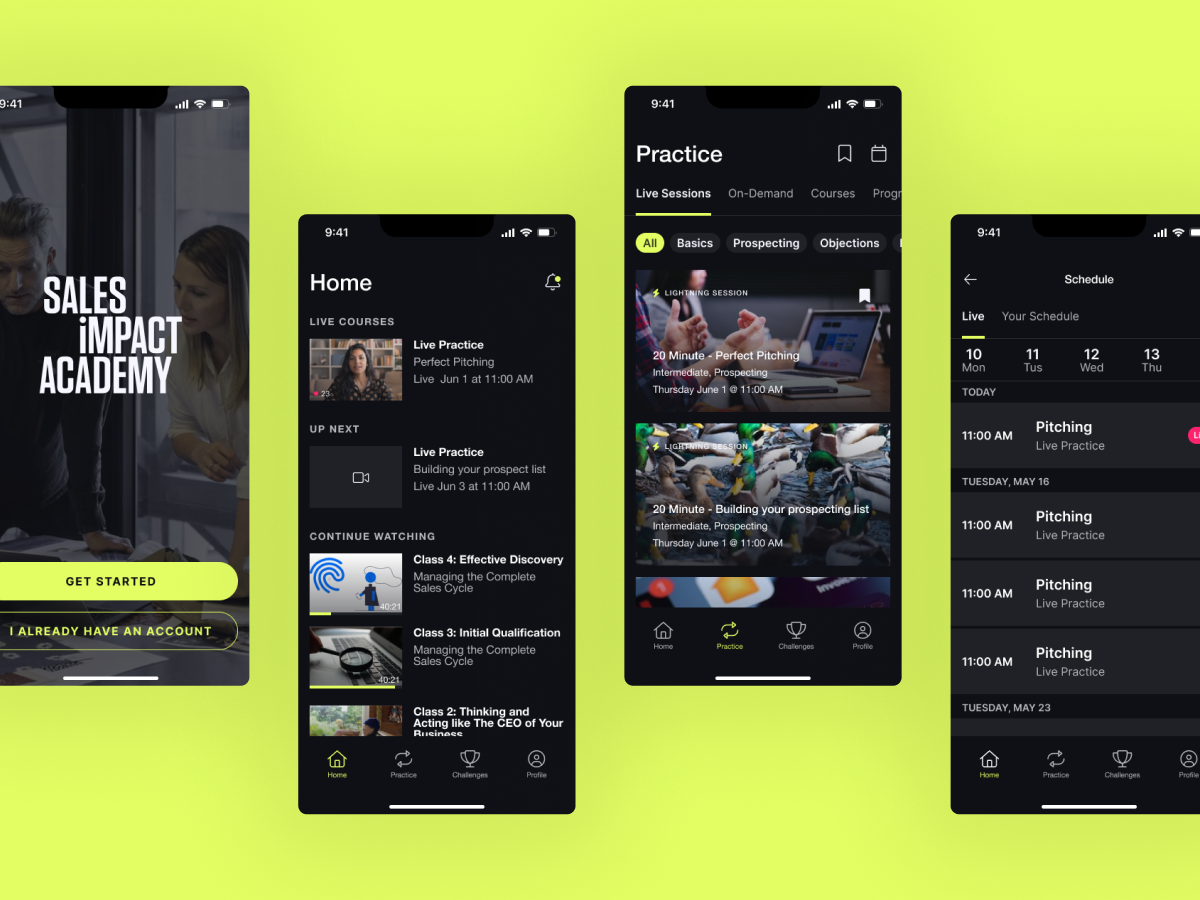 9:41
SALES
iMPACT
ACADEMY
GET STARTED
I ALREADY HAVE AN ACCOUNT
9:41
Home
LIVE COURSES
23
Live Practice
Perfect Pitching
Live Jun 1 at 11:00 AM
UP NEXT
Live Practice
Building your prospect list
Live Jun 3 at 11:00 AM
CONTINUE WATCHING
40:21
Class 4: Effective Discovery
Managing the Complete
Sales Cycle
40:21
Class 3: Initial Qualification
Managing the Complete
Sales Cycle
Class 2: Thinking and
Acting like The CEO of Your
Business
Home Practice Challenges Profile
9:41
Practice
Live Sessions On-Demand Courses Progr
All Basics Prospecting Objections
LIGHTNING SESSION
20 Minute - Perfect Pitching
Intermediate, Prospecting
Thursday June 1 @ 11:00 AM
LIGHTNING SESSION
20 Minute - Building your prospecting list
Intermediate, Prospecting
Thursday June 1 @ 11:00 AM
Home Practice Challenges Profile
9:41
Schedule
Live Your Schedule
10 11 12 13
Mon Tus Wed Thu
TODAY
11:00 AM Pitching
Live Practice
Li
TUESDAY, MAY 16
11:00 AM Pitching
Live Practice
11:00 AM Pitching
Live Practice
11:00 AM Pitching
Live Practice
TUESDAY, MAY 23
Home Practice Challenges Profile